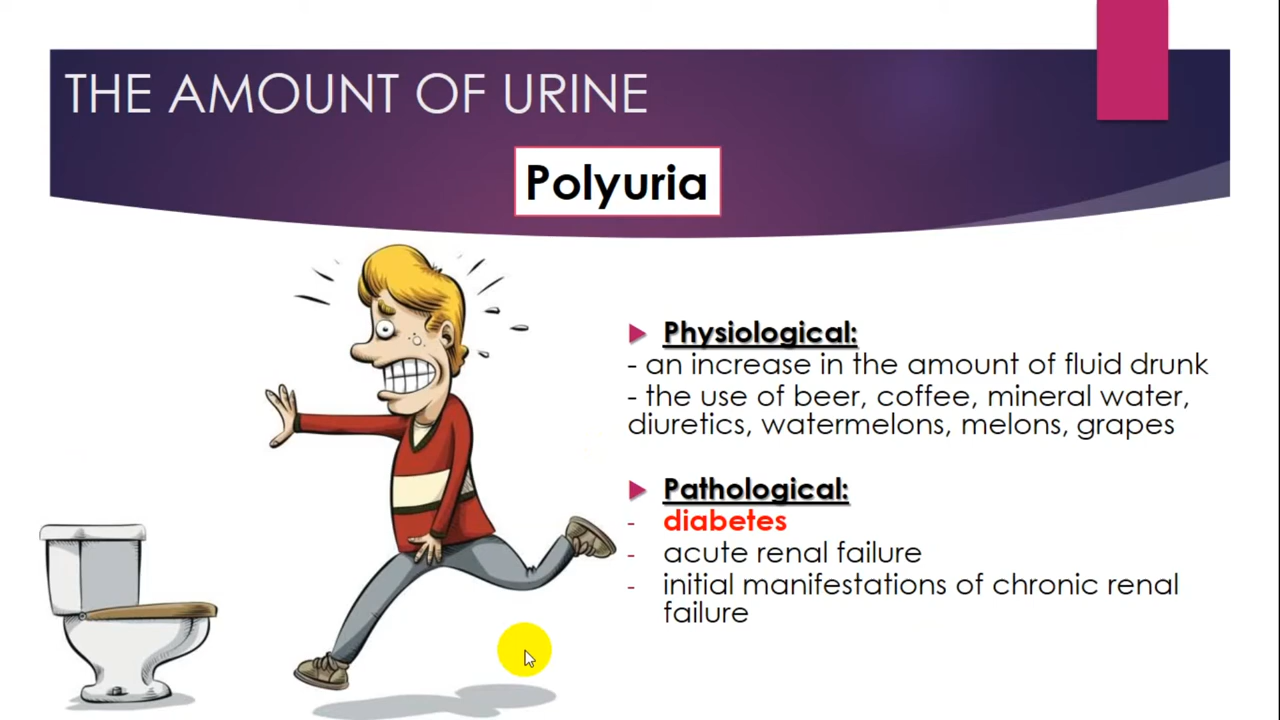 THE AMOUNT OF URINE
Polyuria
Physiological:
- an increase in the amount of fluid drunk
- the use of beer, coffee, mineral water,
diuretics, watermelons, melons, grapes
Pathological:
- diabetes
- acute renal failure
- initial manifestations of chronic renal
failure